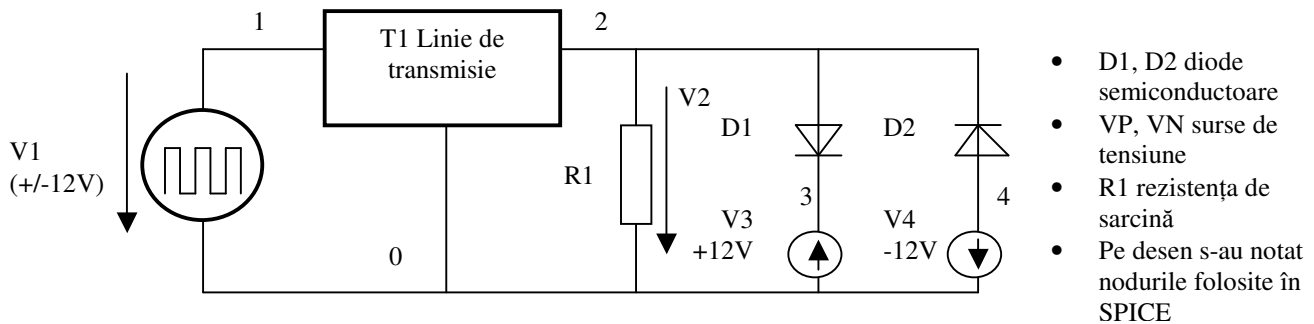 1
T1 Linie de
transmisie
2
V1
(+/-12V)
0
R1
V2
D1
D2
3
4
V3
+12V
V4
-12V
• D1, D2 diode
semiconductoare
• VP, VN surse de
tensiune
• R1 rezistența de
sarcină
• Pe desen s-au notat
nodurile folosite în
SPICE